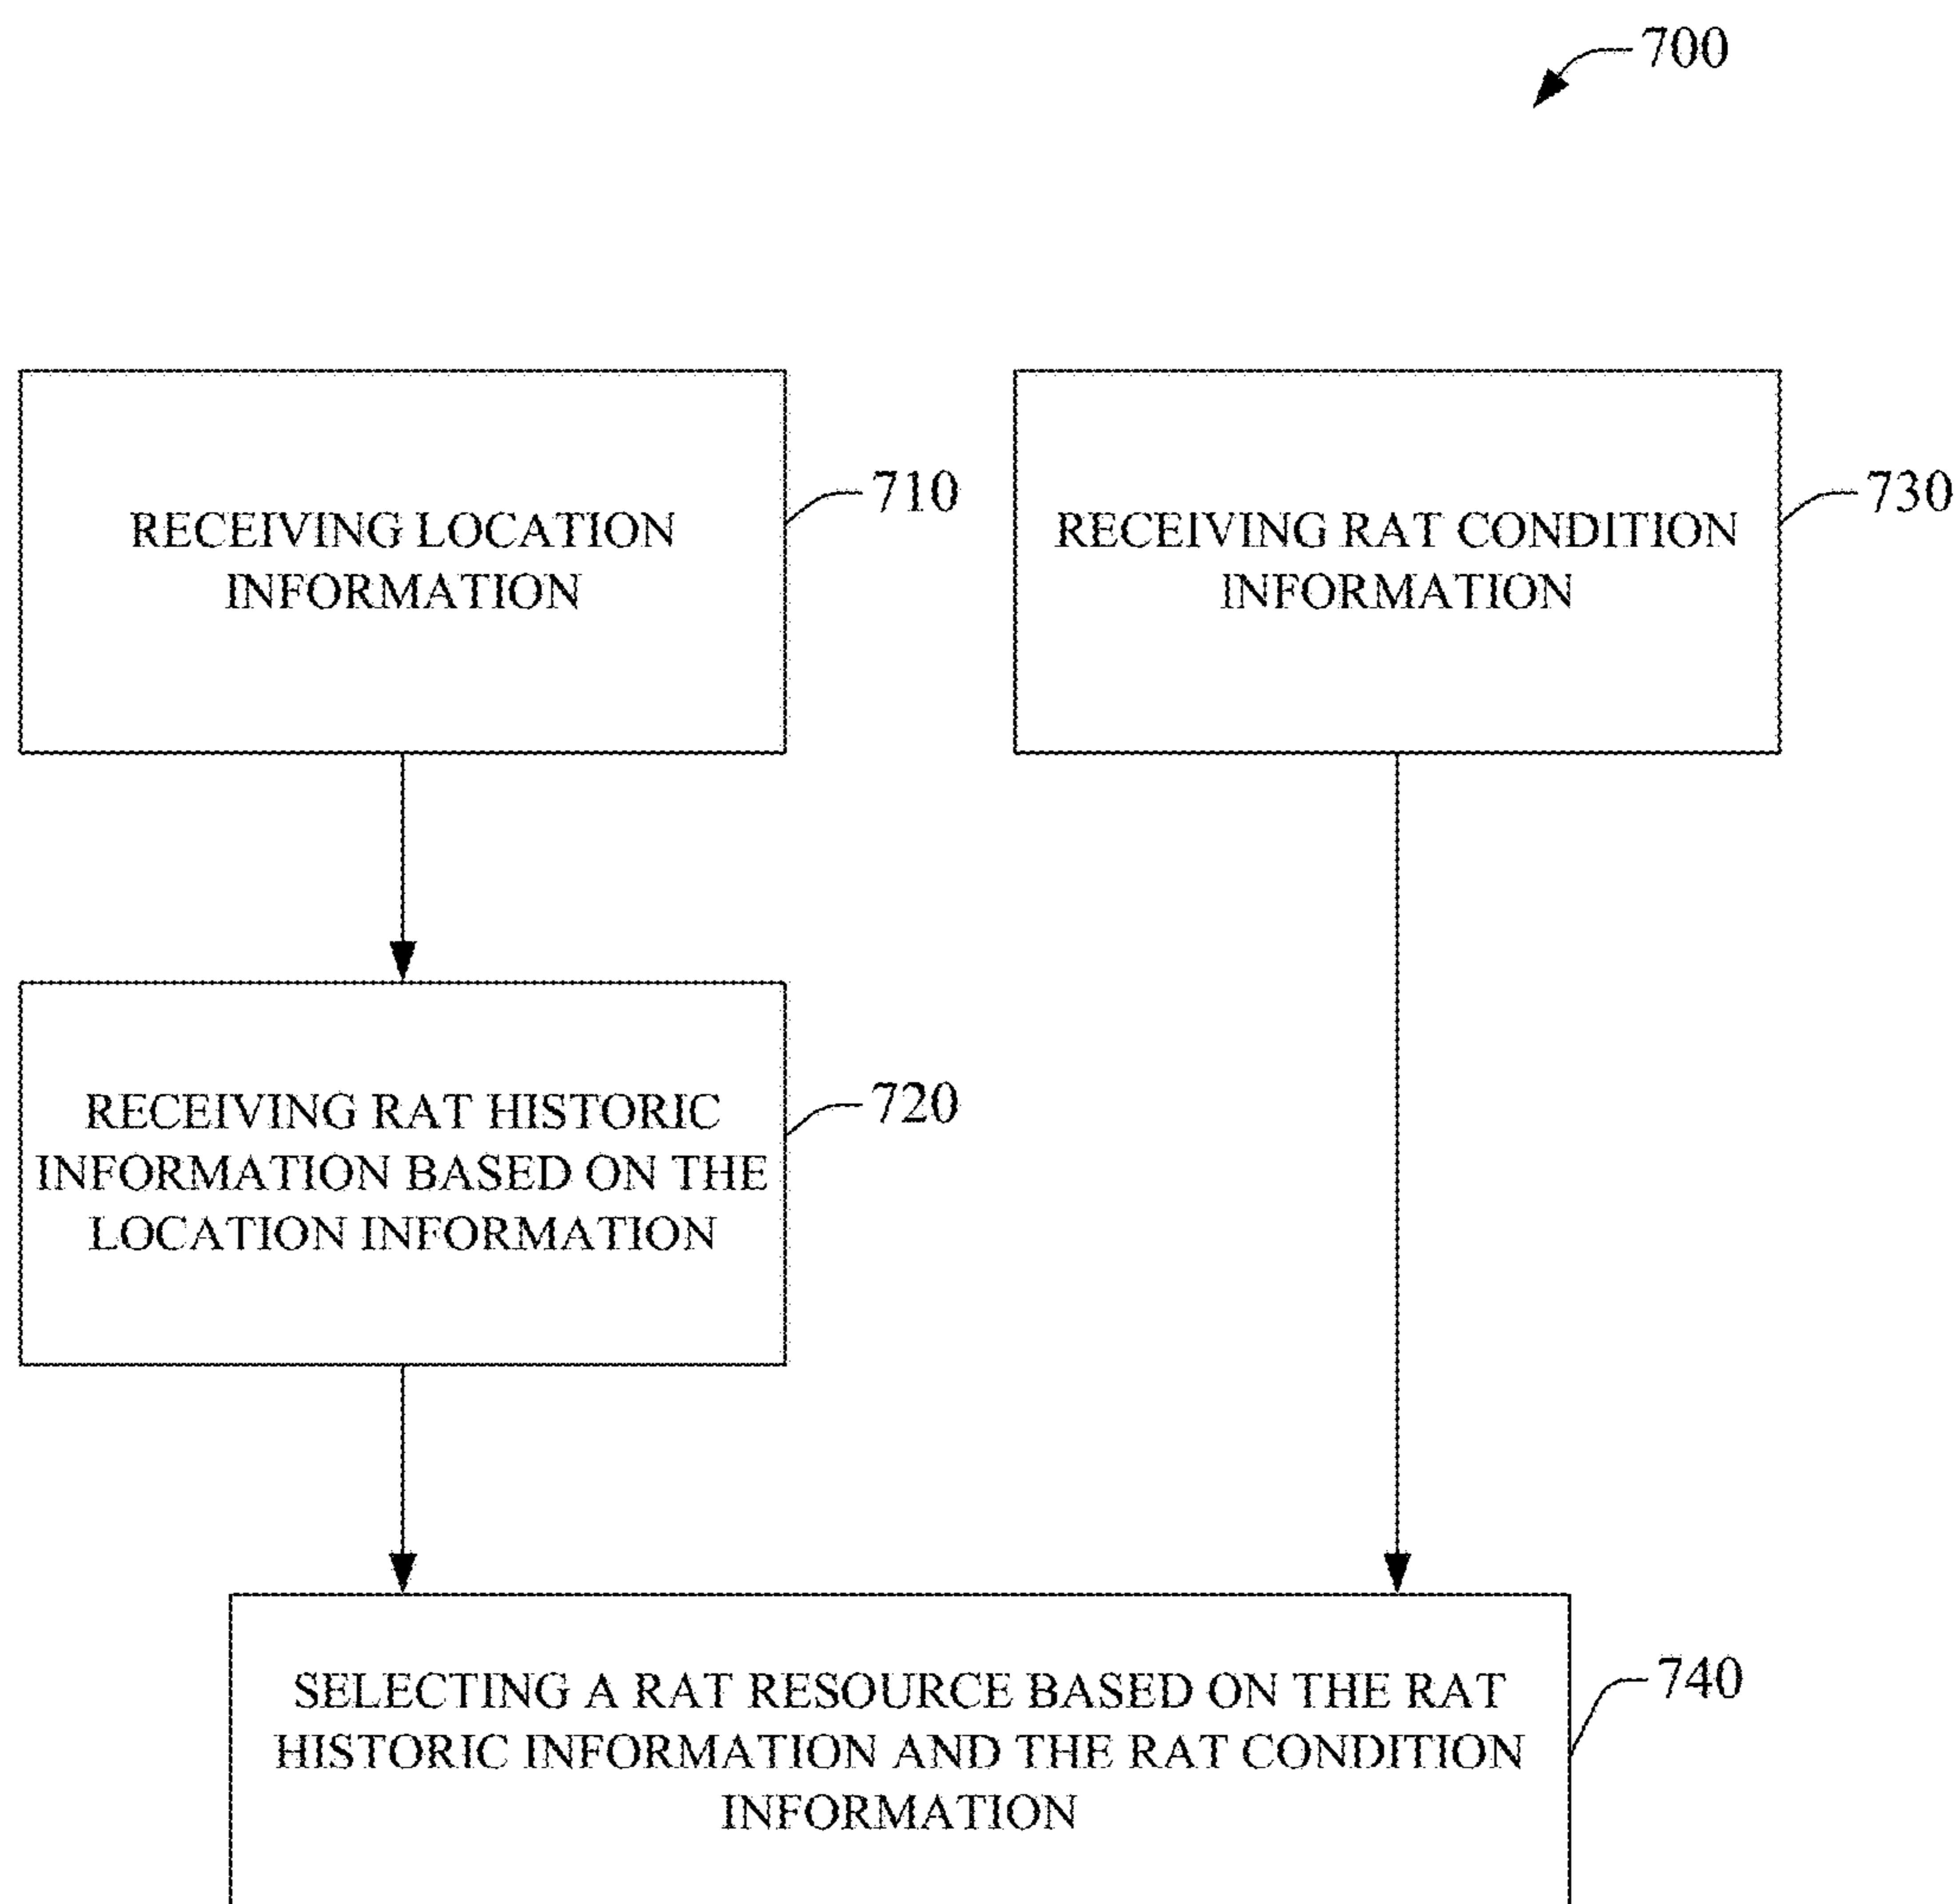 700
RECEIVING LOCATION
INFORMATION
710
RECEIVING RAT CONDITION
INFORMATION
730
RECEIVING RAT HISTORIC
INFORMATION BASED ON THE
LOCATION INFORMATION
720
SELECTING A RAT RESOURCE BASED ON THE RAT
HISTORIC INFORMATION AND THE RAT CONDITION
INFORMATION
740